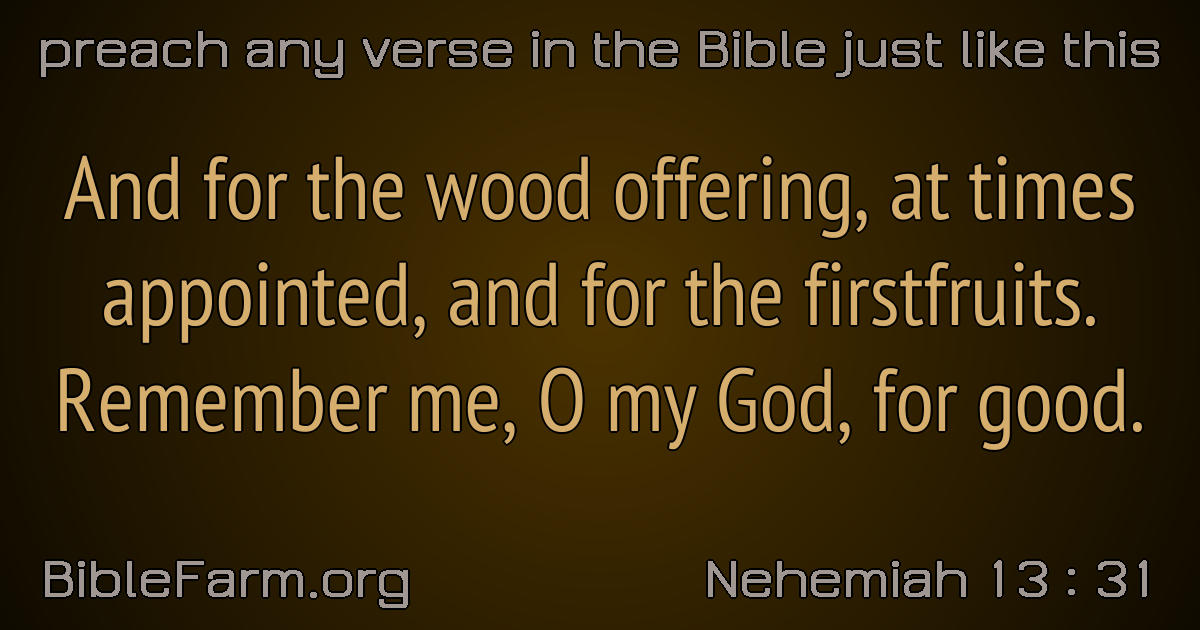 preach any verse in the Bible just like this
And for the wood offering, at times
appointed, and for the firstfruits.
Remember me, O my God, for good.
BibleFarm.org
Nehemiah 13 : 31